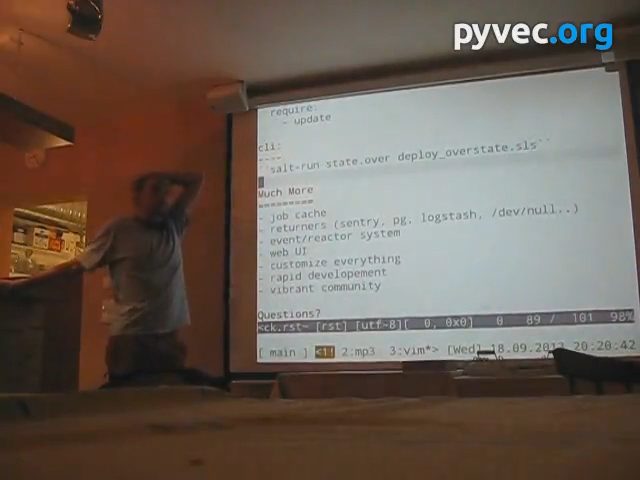 pyvec.org
require:
- update
cli:
----
``salt-run state.over deploy_overstate.sls``
Much More
=========
- job cache
- returners (sentry, pg, logstash, /dev/null..)
- event/reactor system
- web UI
- customize everything
- rapid developement
- vibrant community
Questions?
<ck.rst~ [rst] [utf-8][ 0, 0x0] 0 89 / 101 98%
[ main ] <1! 2:mp3 3:vim*> [Wed] 18.09.2013 20:20:42